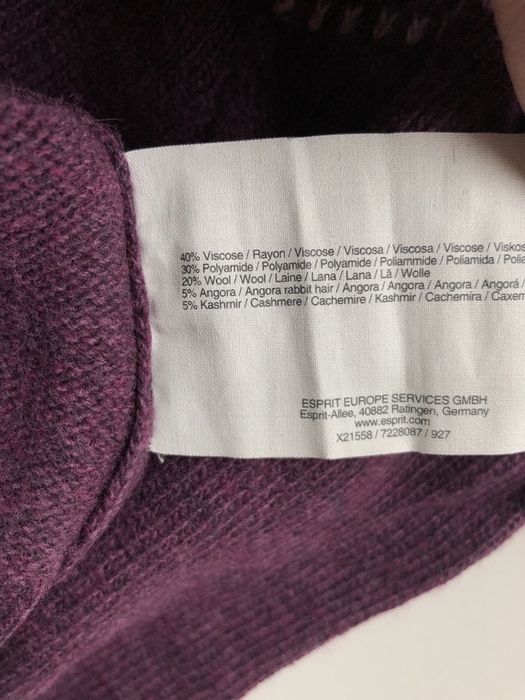 40% Viscose / Rayon / Viscose / Viscosa / Viscosa / Viscose / Viskos
30% Polyamide / Polyamide / Polyamide / Poliammide / Poliamida / Polia
20% Wool / Wool / Laine / Lana / Lana / Lã / Wolle
5% Angora / Angora rabbit hair / Angora / Angora / Angora / Angorá /
5% Kashmir / Cashmere / Cachemire / Kashmir / Cachemira / Caxem
ESPRIT EUROPE SERVICES GMBH
Esprit-Allee, 40882 Ratingen, Germany
www.esprit.com
X21558 / 7228087 / 927